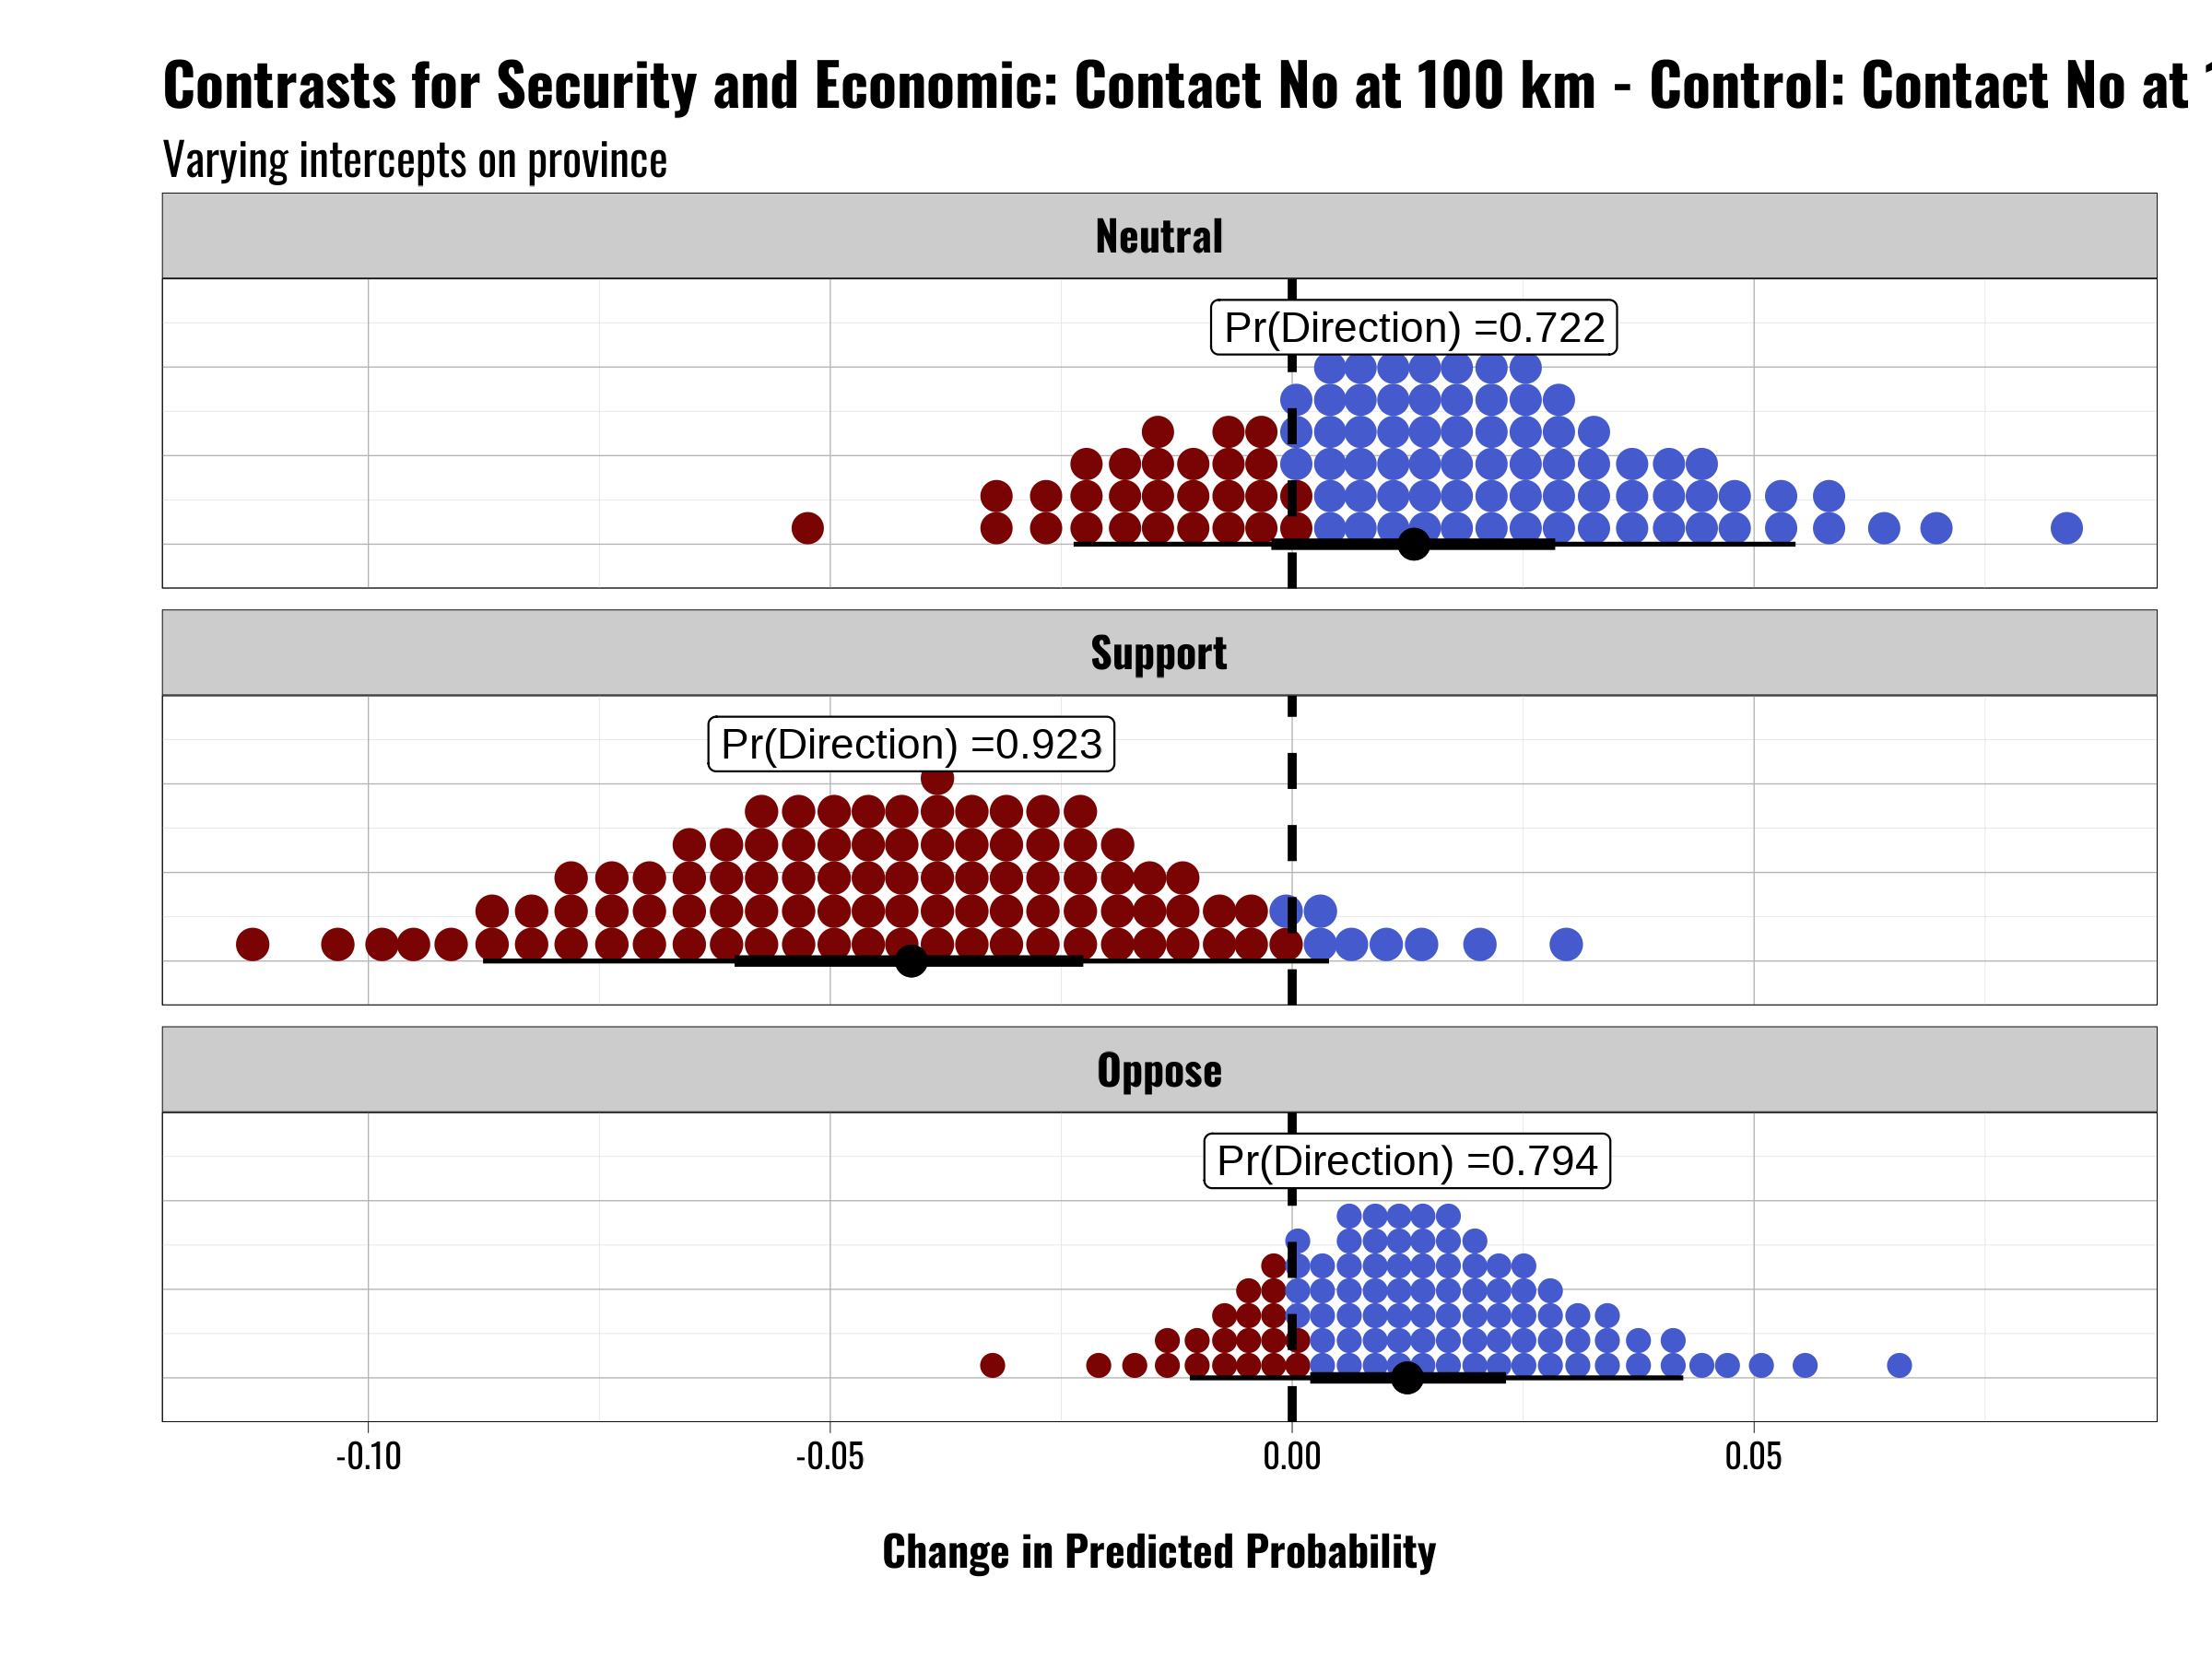 Contrasts for Security and Economic: Contact No at 100 km - Control: Contact No at
Varying intercepts on province
Neutral
Pr(Direction) =0.722
Support
Pr(Direction) =0.923
Oppose
Pr(Direction) =0.794
-0.10 -0.05 0.00 0.05
Change in Predicted Probability